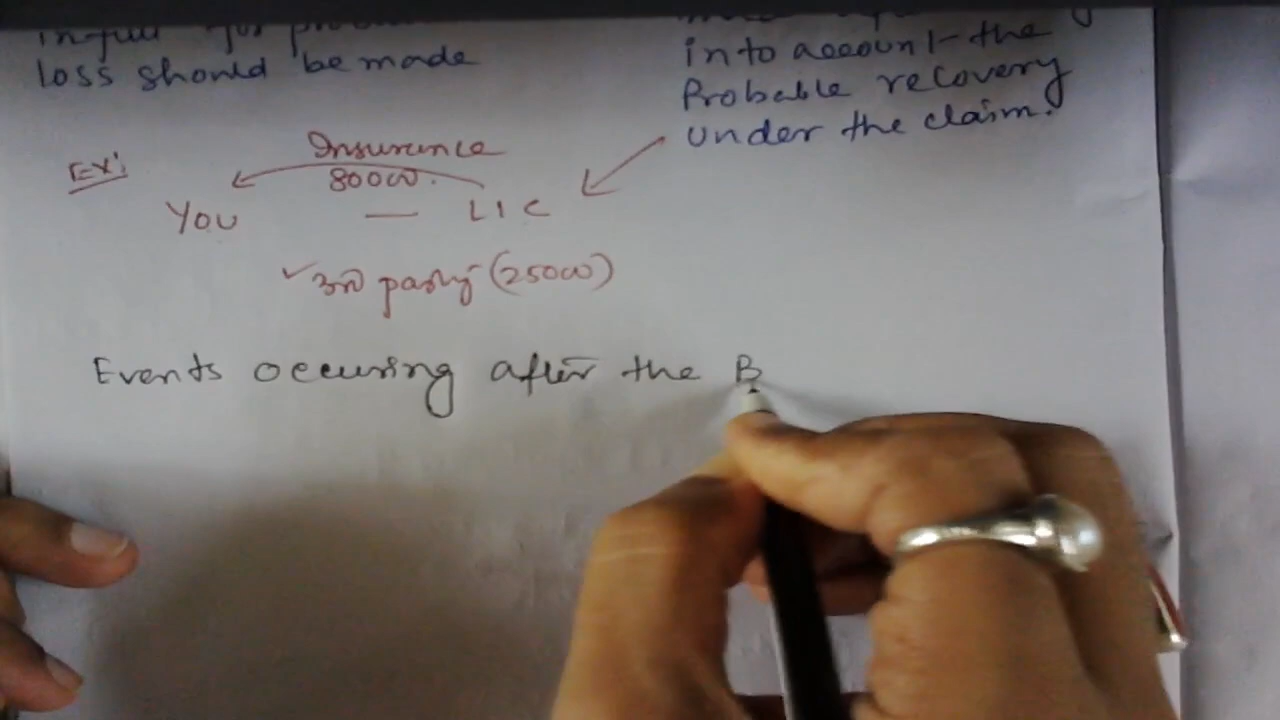 loss should be made
into account the
Probable recovery
under the claim.
Ex:
Insurence
80000.
You — LIC
✓ 3rd party (25000)
Events occuring after the B